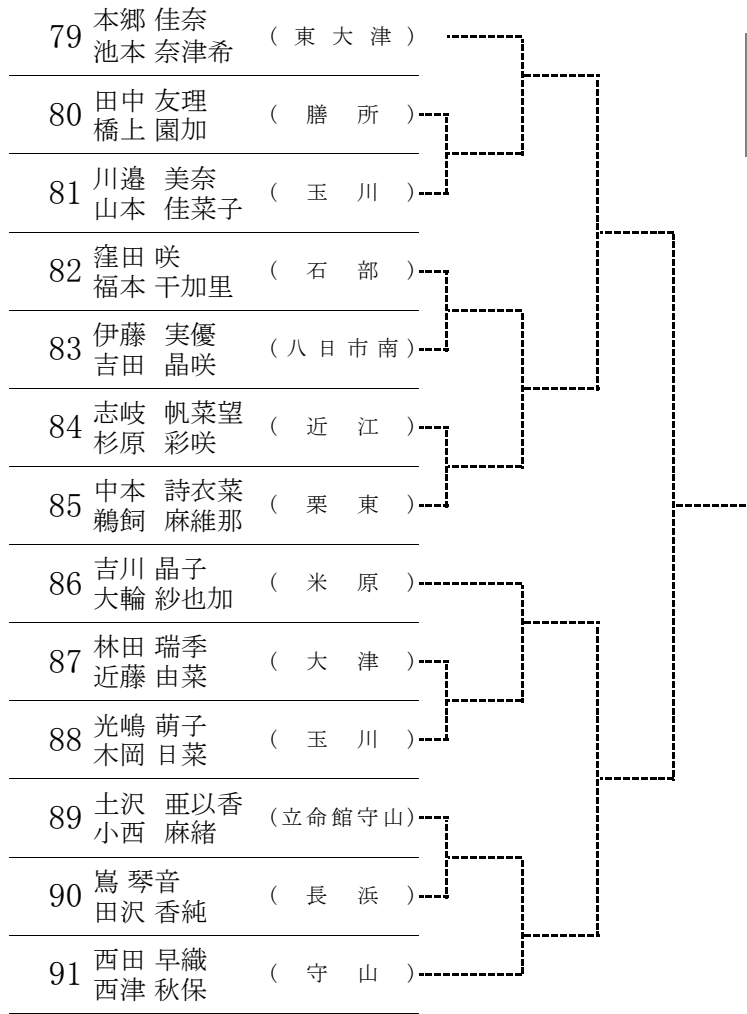 79 本郷 佳奈 (東大津)
池本 奈津希
80 田中 友理 (膳所)
橋上 園加
81 川邉 美奈 (玉川)
山本 佳菜子
82 窪田 咲 (石部)
福本 干加里
83 伊藤 実優 (八日市南)
吉田 晶咲
84 志岐 帆菜望 (近江)
杉原 彩咲
85 中本 詩衣菜 (栗東)
鵜飼 麻維那
86 吉川 晶子 (米原)
大輪 紗也加
87 林田 瑞季 (大津)
近藤 由菜
88 光嶋 萌子 (玉川)
木岡 日菜
89 土沢 亜以香 (立命館守山)
小西 麻緒
90 嶌 琴音 (長浜)
田沢 香純
91 西田 早織 (守山)
西津 秋保